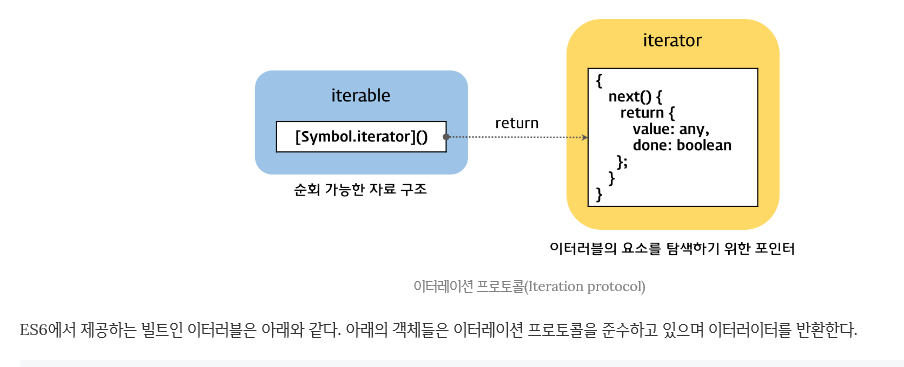 iterable
[Symbol.iterator]()
순회 가능한 자료 구조
return
iterator
{
next() {
return {
value: any,
done: boolean
};
}
}
이터러블의 요소를 탐색하기 위한 포인터
이터레이션 프로토콜(Iteration protocol)
ES6에서 제공하는 빌트인 이터러블은 아래와 같다. 아래의 객체들은 이터레이션 프로토콜을 준수하고 있으며 이터러이터를 반환한다.